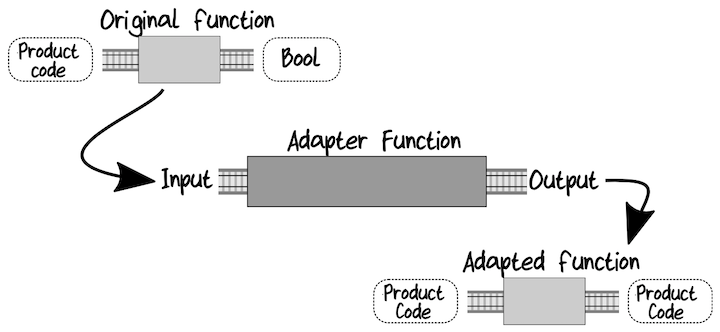 Original Function
Product
code
Bool
Adapter Function
Input
Output
Adapted Function
Product
Code
Product
Code